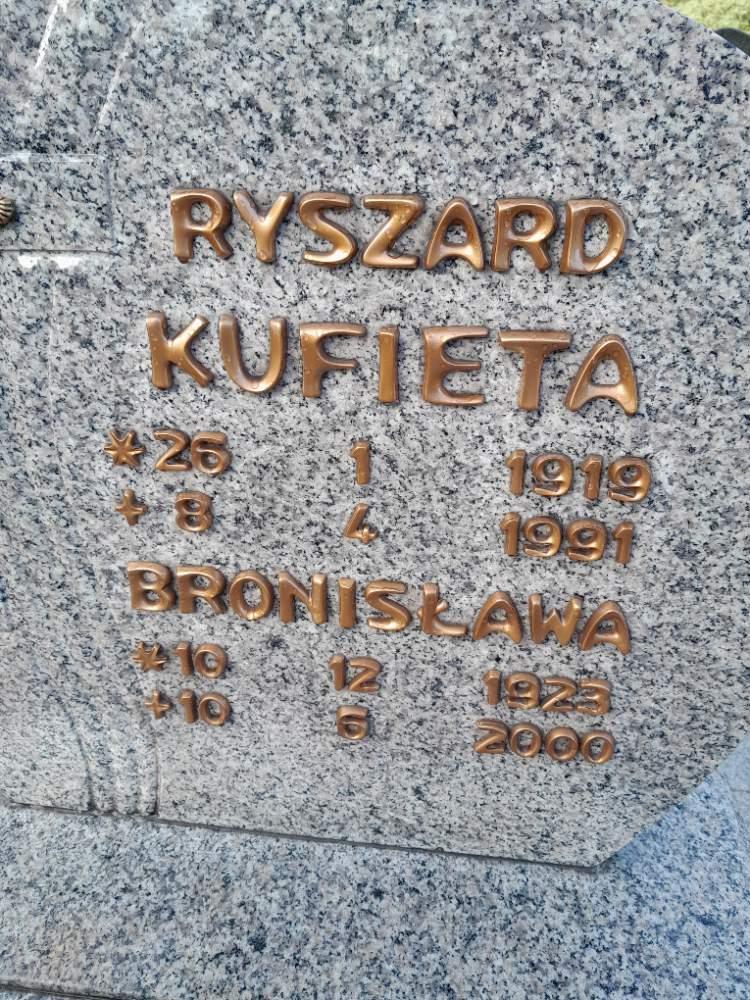 RYSZARD
KUFIETA
* 26 1 1919
+ 8 4 1991
BRONISŁAWA
* 10 12 1923
+ 10 6 2000